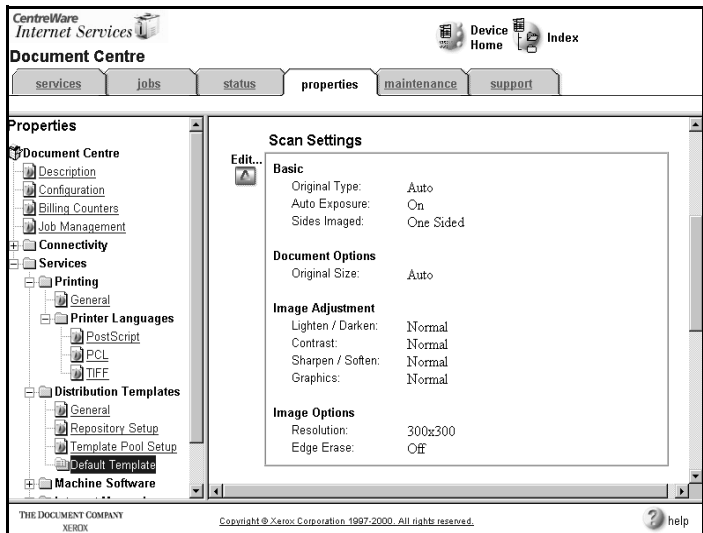 CentreWare
Internet Services
Device Home
Index
Document Centre
services jobs status properties maintenance support
Properties
Document Centre
Description
Configuration
Billing Counters
Job Management
Connectivity
Services
Printing
General
Printer Languages
PostScript
PCL
TIFF
Distribution Templates
General
Repository Setup
Template Pool Setup
Default Template
Machine Software
Scan Settings
Edit...
Basic
Original Type: Auto
Auto Exposure: On
Sides Imaged: One Sided
Document Options
Original Size: Auto
Image Adjustment
Lighten / Darken: Normal
Contrast: Normal
Sharpen / Soften: Normal
Graphics: Normal
Image Options
Resolution: 300x300
Edge Erase: Off
THE DOCUMENT COMPANY
XEROX
Copyright © Xerox Corporation 1997-2000. All rights reserved.
help